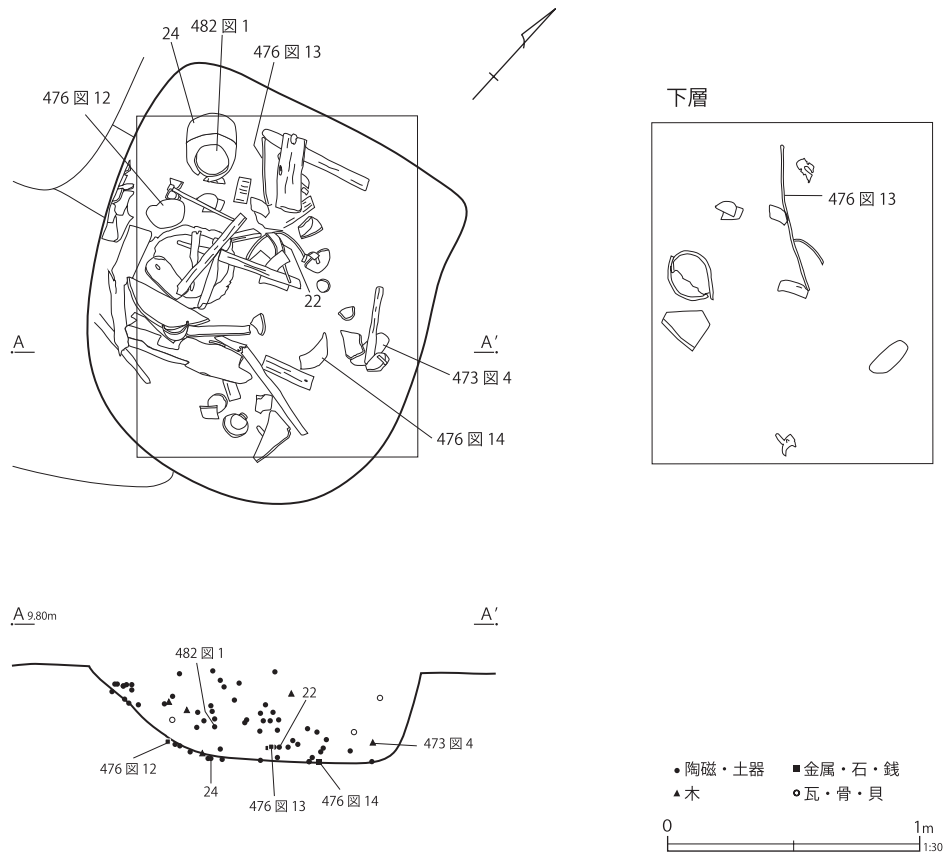 24
482 図 1
476 図 13
476 図 12
22
A
A′
473 図 4
476 図 14
下層
476 図 13
A 9.80m
A′
482 図 1
22
473 図 4
476 図 12
24
476 図 13
476 図 14
●陶磁・土器
■金属・石・銭
▲木
○瓦・骨・貝
0
1m
1:30